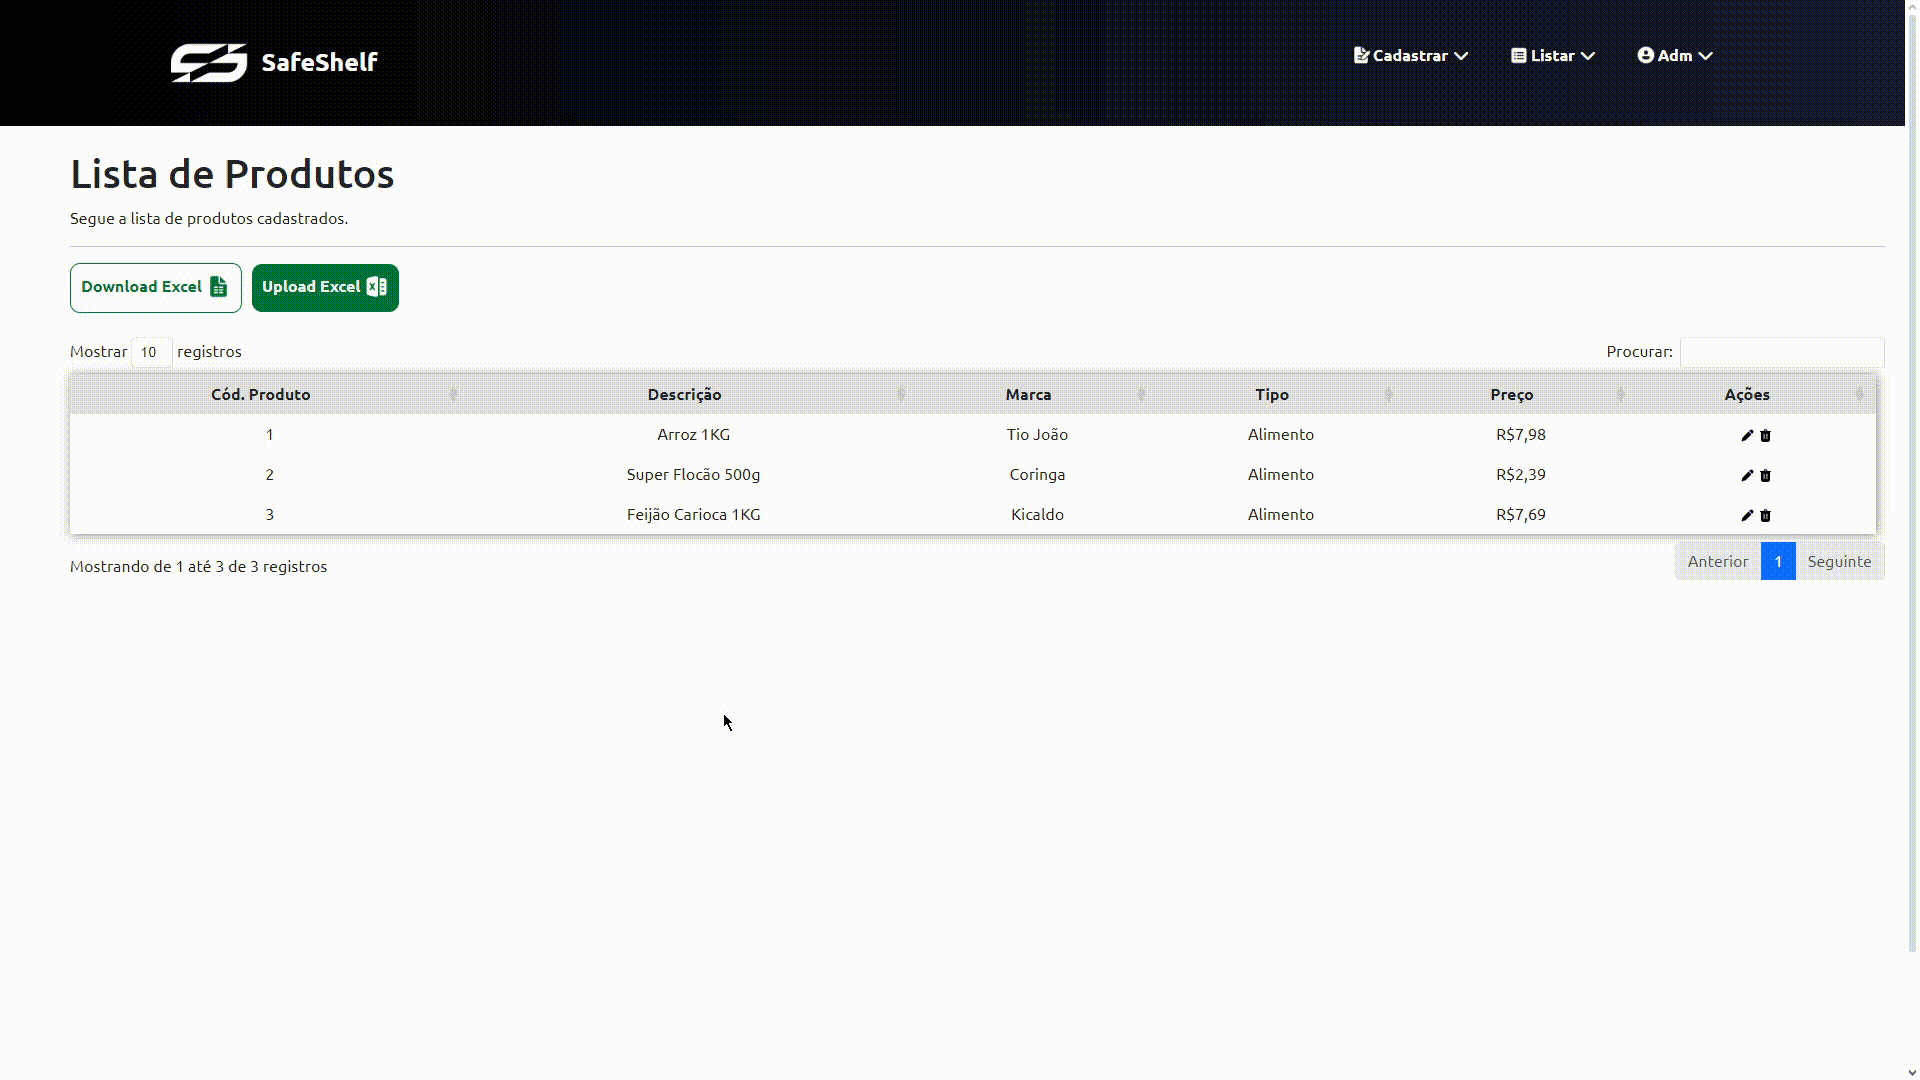 SafeShelf
Cadastrar
Listar
Adm
Lista de Produtos
Segue a lista de produtos cadastrados.
Download Excel
Upload Excel
Mostrar 10 registros
Procurar:
Cód. Produto Descrição Marca Tipo Preço Ações
1 Arroz 1KG Tio João Alimento R$7,98
2 Super Flocão 500g Coringa Alimento R$2,39
3 Feijão Carioca 1KG Kicaldo Alimento R$7,69
Mostrando de 1 até 3 de 3 registros
Anterior 1 Seguinte